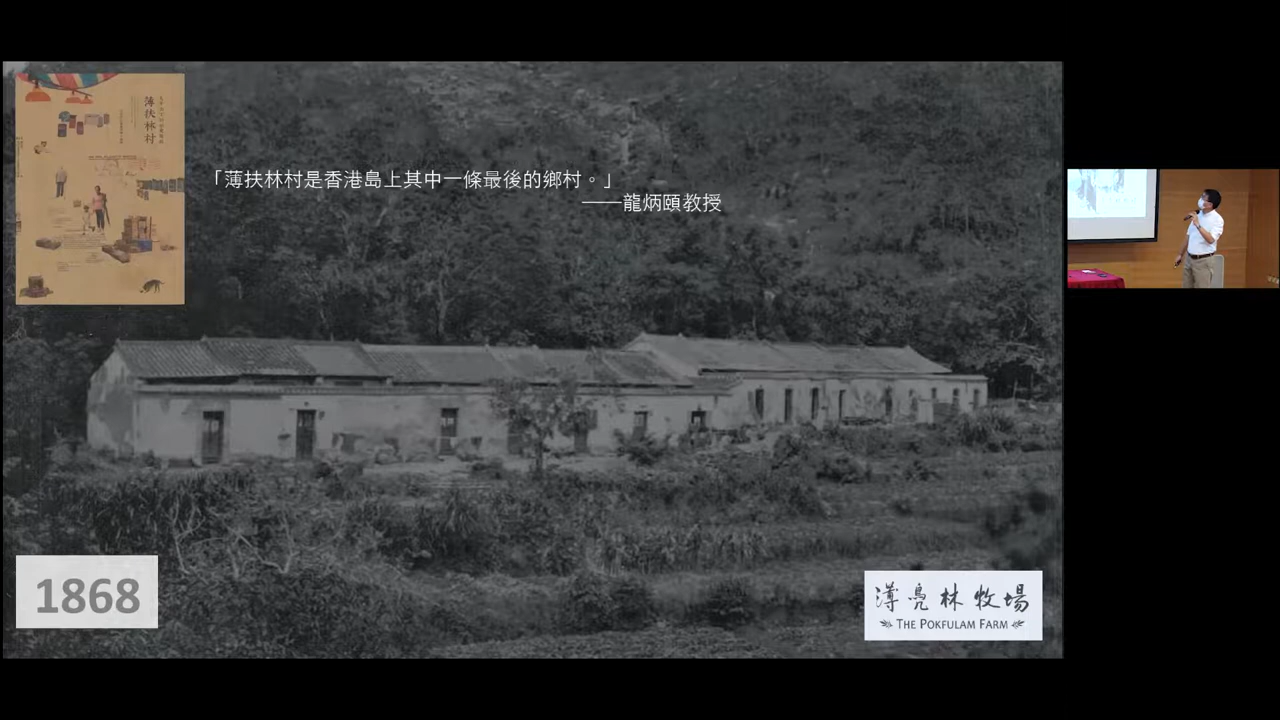 薄扶林村
「薄扶林村是香港島上其中一條最後的鄉村。」
——龍炳頤教授
1868
薄鳧林牧場
THE POKFULAM FARM